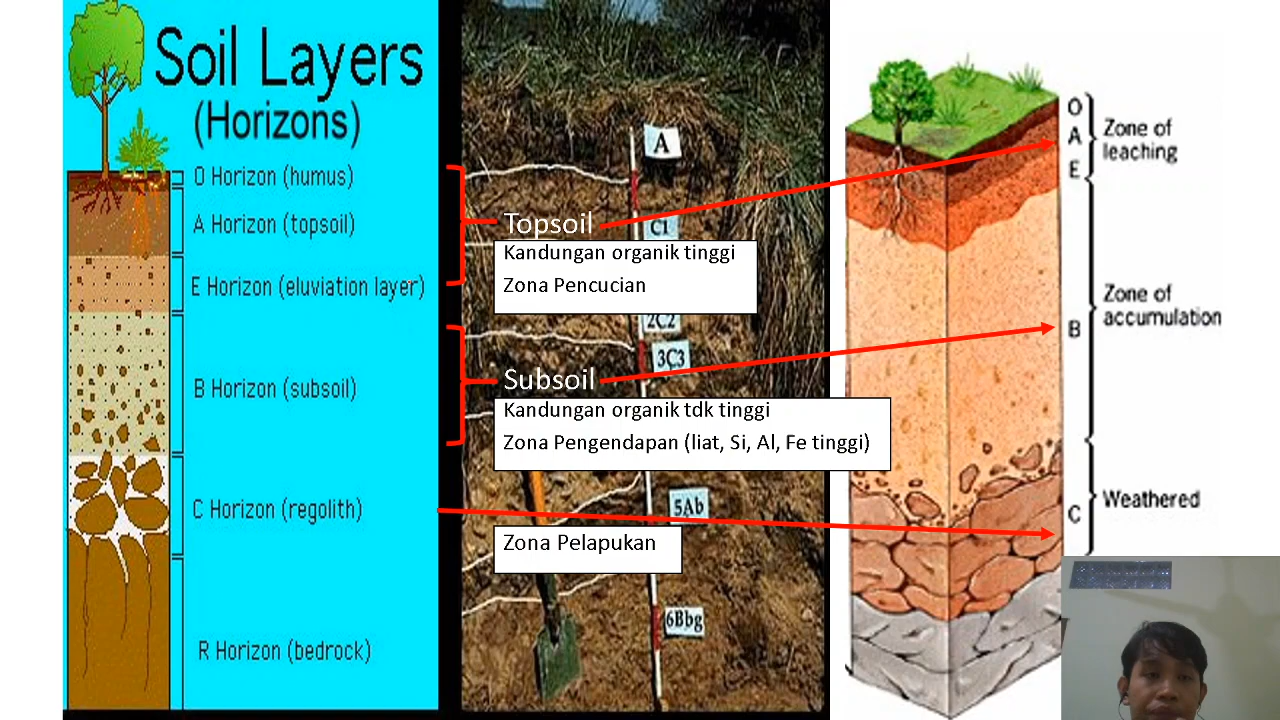 Soil Layers
(Horizons)
O Horizon (humus)
A Horizon (topsoil)
E Horizon (eluviation layer)
B Horizon (subsoil)
C Horizon (regolith)
R Horizon (bedrock)
A
C1
Topsoil
Kandungan organik tinggi
Zona Pencucian
2C2
3C3
Subsoil
Kandungan organik tdk tinggi
Zona Pengendapan (liat, Si, Al, Fe tinggi)
5Ab
Zona Pelapukan
6Bbg
O
A
E
Zone of
leaching
B
Zone of
accumulation
C
Weathered